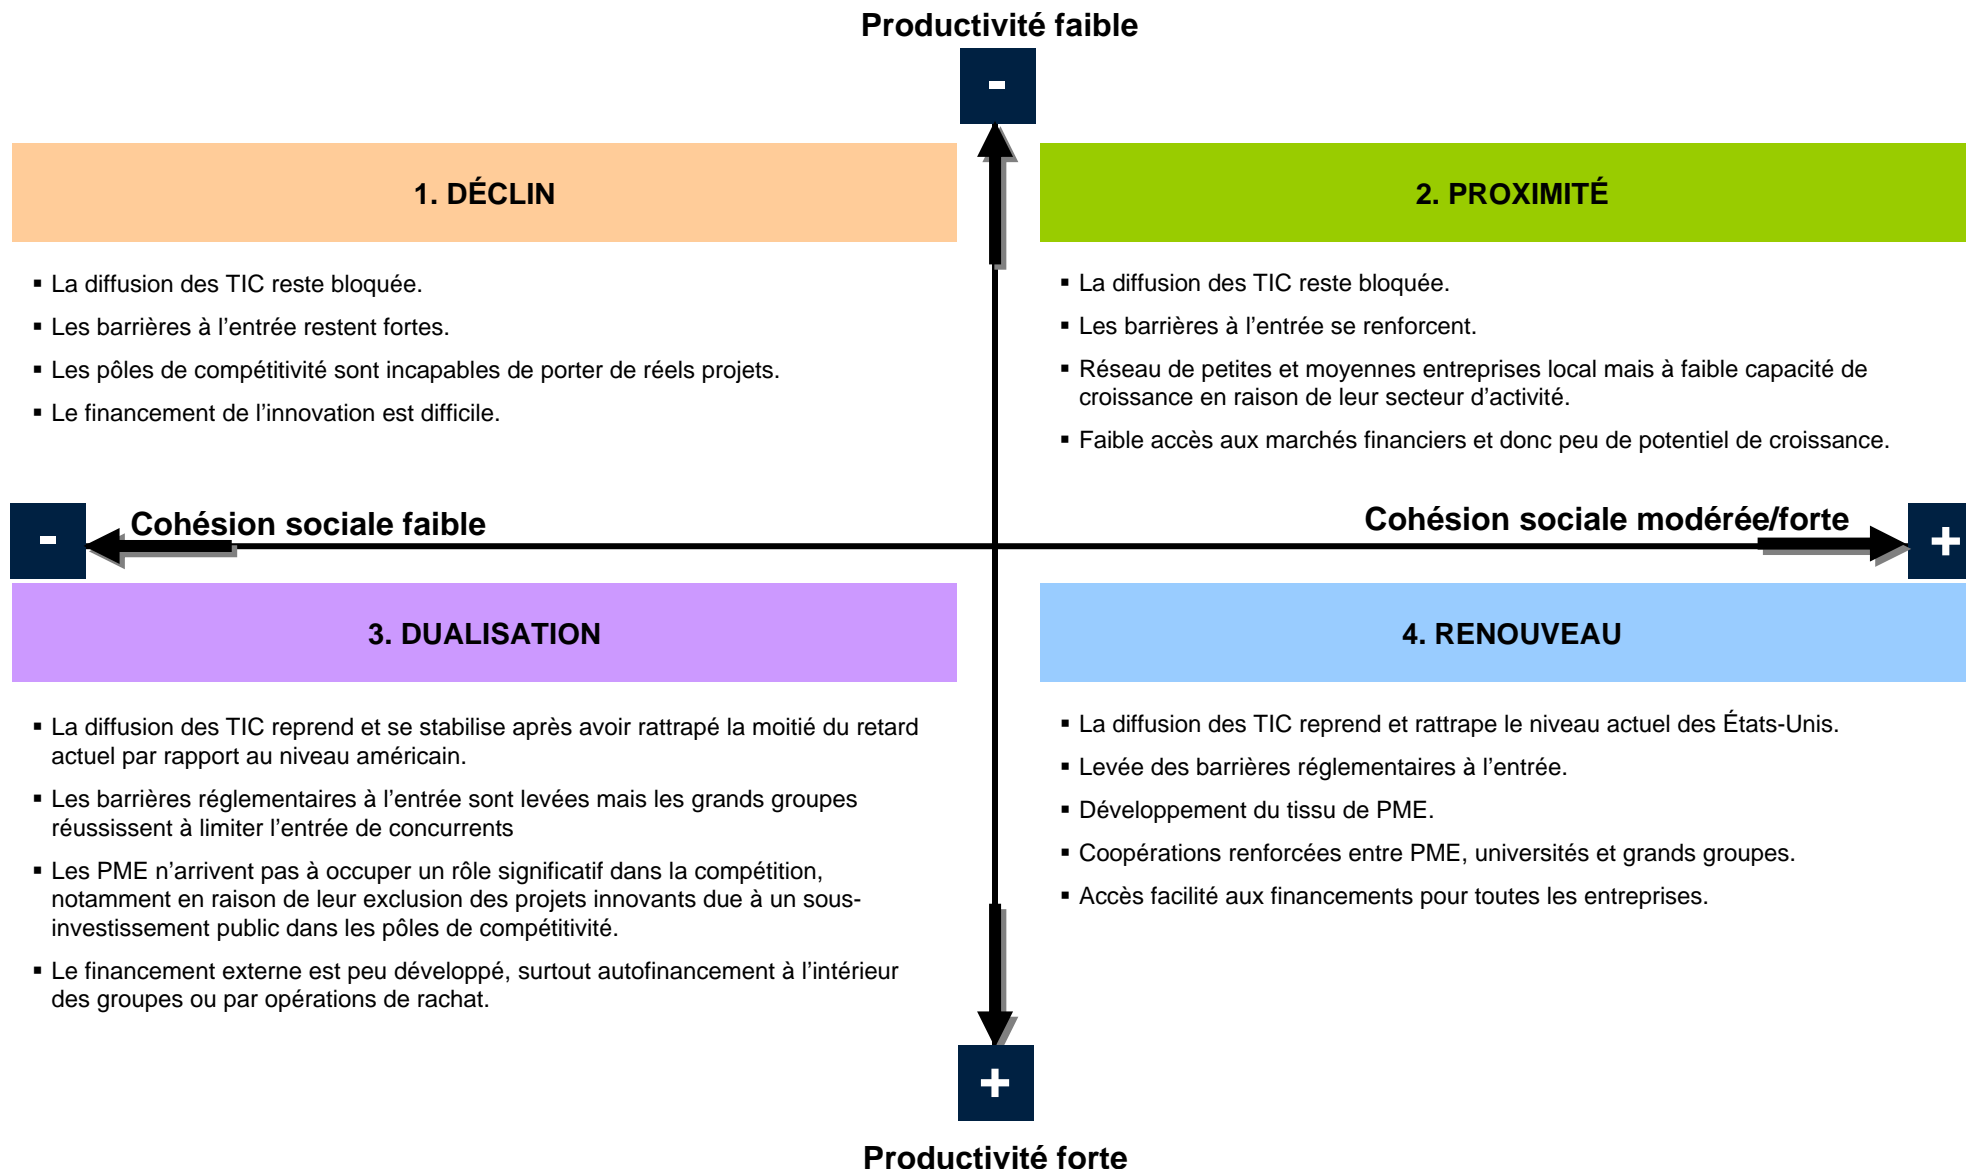 Productivité faible
-
1. DÉCLIN
▪ La diffusion des TIC reste bloquée.
▪ Les barrières à l’entrée restent fortes.
▪ Les pôles de compétitivité sont incapables de porter de réels projets.
▪ Le financement de l’innovation est difficile.
2. PROXIMITÉ
▪ La diffusion des TIC reste bloquée.
▪ Les barrières à l’entrée se renforcent.
▪ Réseau de petites et moyennes entreprises local mais à faible capacité de
croissance en raison de leur secteur d’activité.
▪ Faible accès aux marchés financiers et donc peu de potentiel de croissance.
-
Cohésion sociale faible
Cohésion sociale modérée/forte
+
3. DUALISATION
▪ La diffusion des TIC reprend et se stabilise après avoir rattrapé la moitié du retard
actuel par rapport au niveau américain.
▪ Les barrières réglementaires à l’entrée sont levées mais les grands groupes
réussissent à limiter l’entrée de concurrents
▪ Les PME n’arrivent pas à occuper un rôle significatif dans la compétition,
notamment en raison de leur exclusion des projets innovants due à un sous-
investissement public dans les pôles de compétitivité.
▪ Le financement externe est peu développé, surtout autofinancement à l’intérieur
des groupes ou par opérations de rachat.
4. RENOUVEAU
▪ La diffusion des TIC reprend et rattrape le niveau actuel des États-Unis.
▪ Levée des barrières réglementaires à l’entrée.
▪ Développement du tissu de PME.
▪ Coopérations renforcées entre PME, universités et grands groupes.
▪ Accès facilité aux financements pour toutes les entreprises.
+
Productivité forte